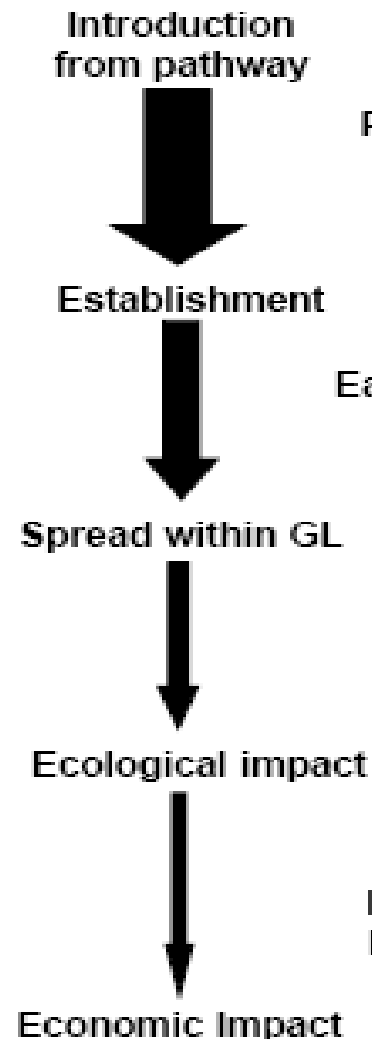 Introduction
from pathway
Establishment
Spread within GL
Ecological impact
Economic Impact